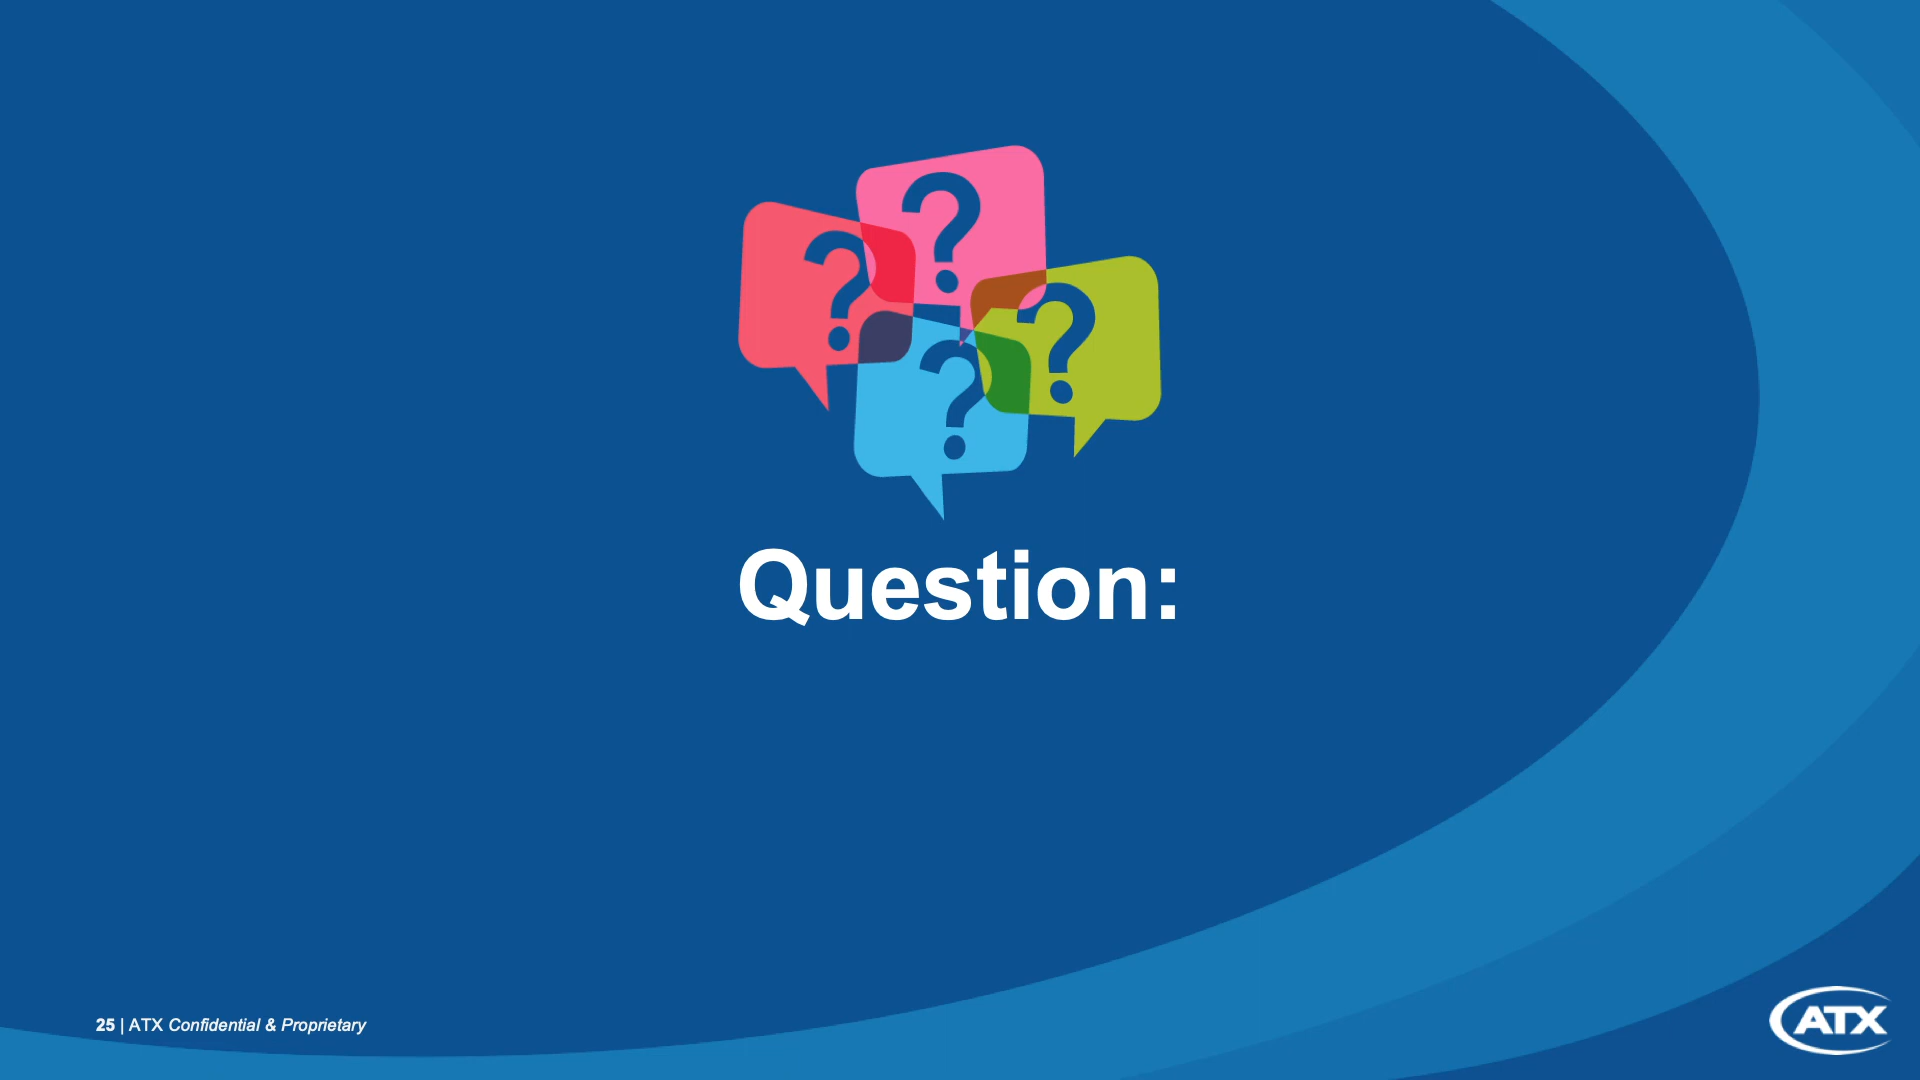 ?
?
?
?
Question:
25 | ATX Confidential & Proprietary
ATX